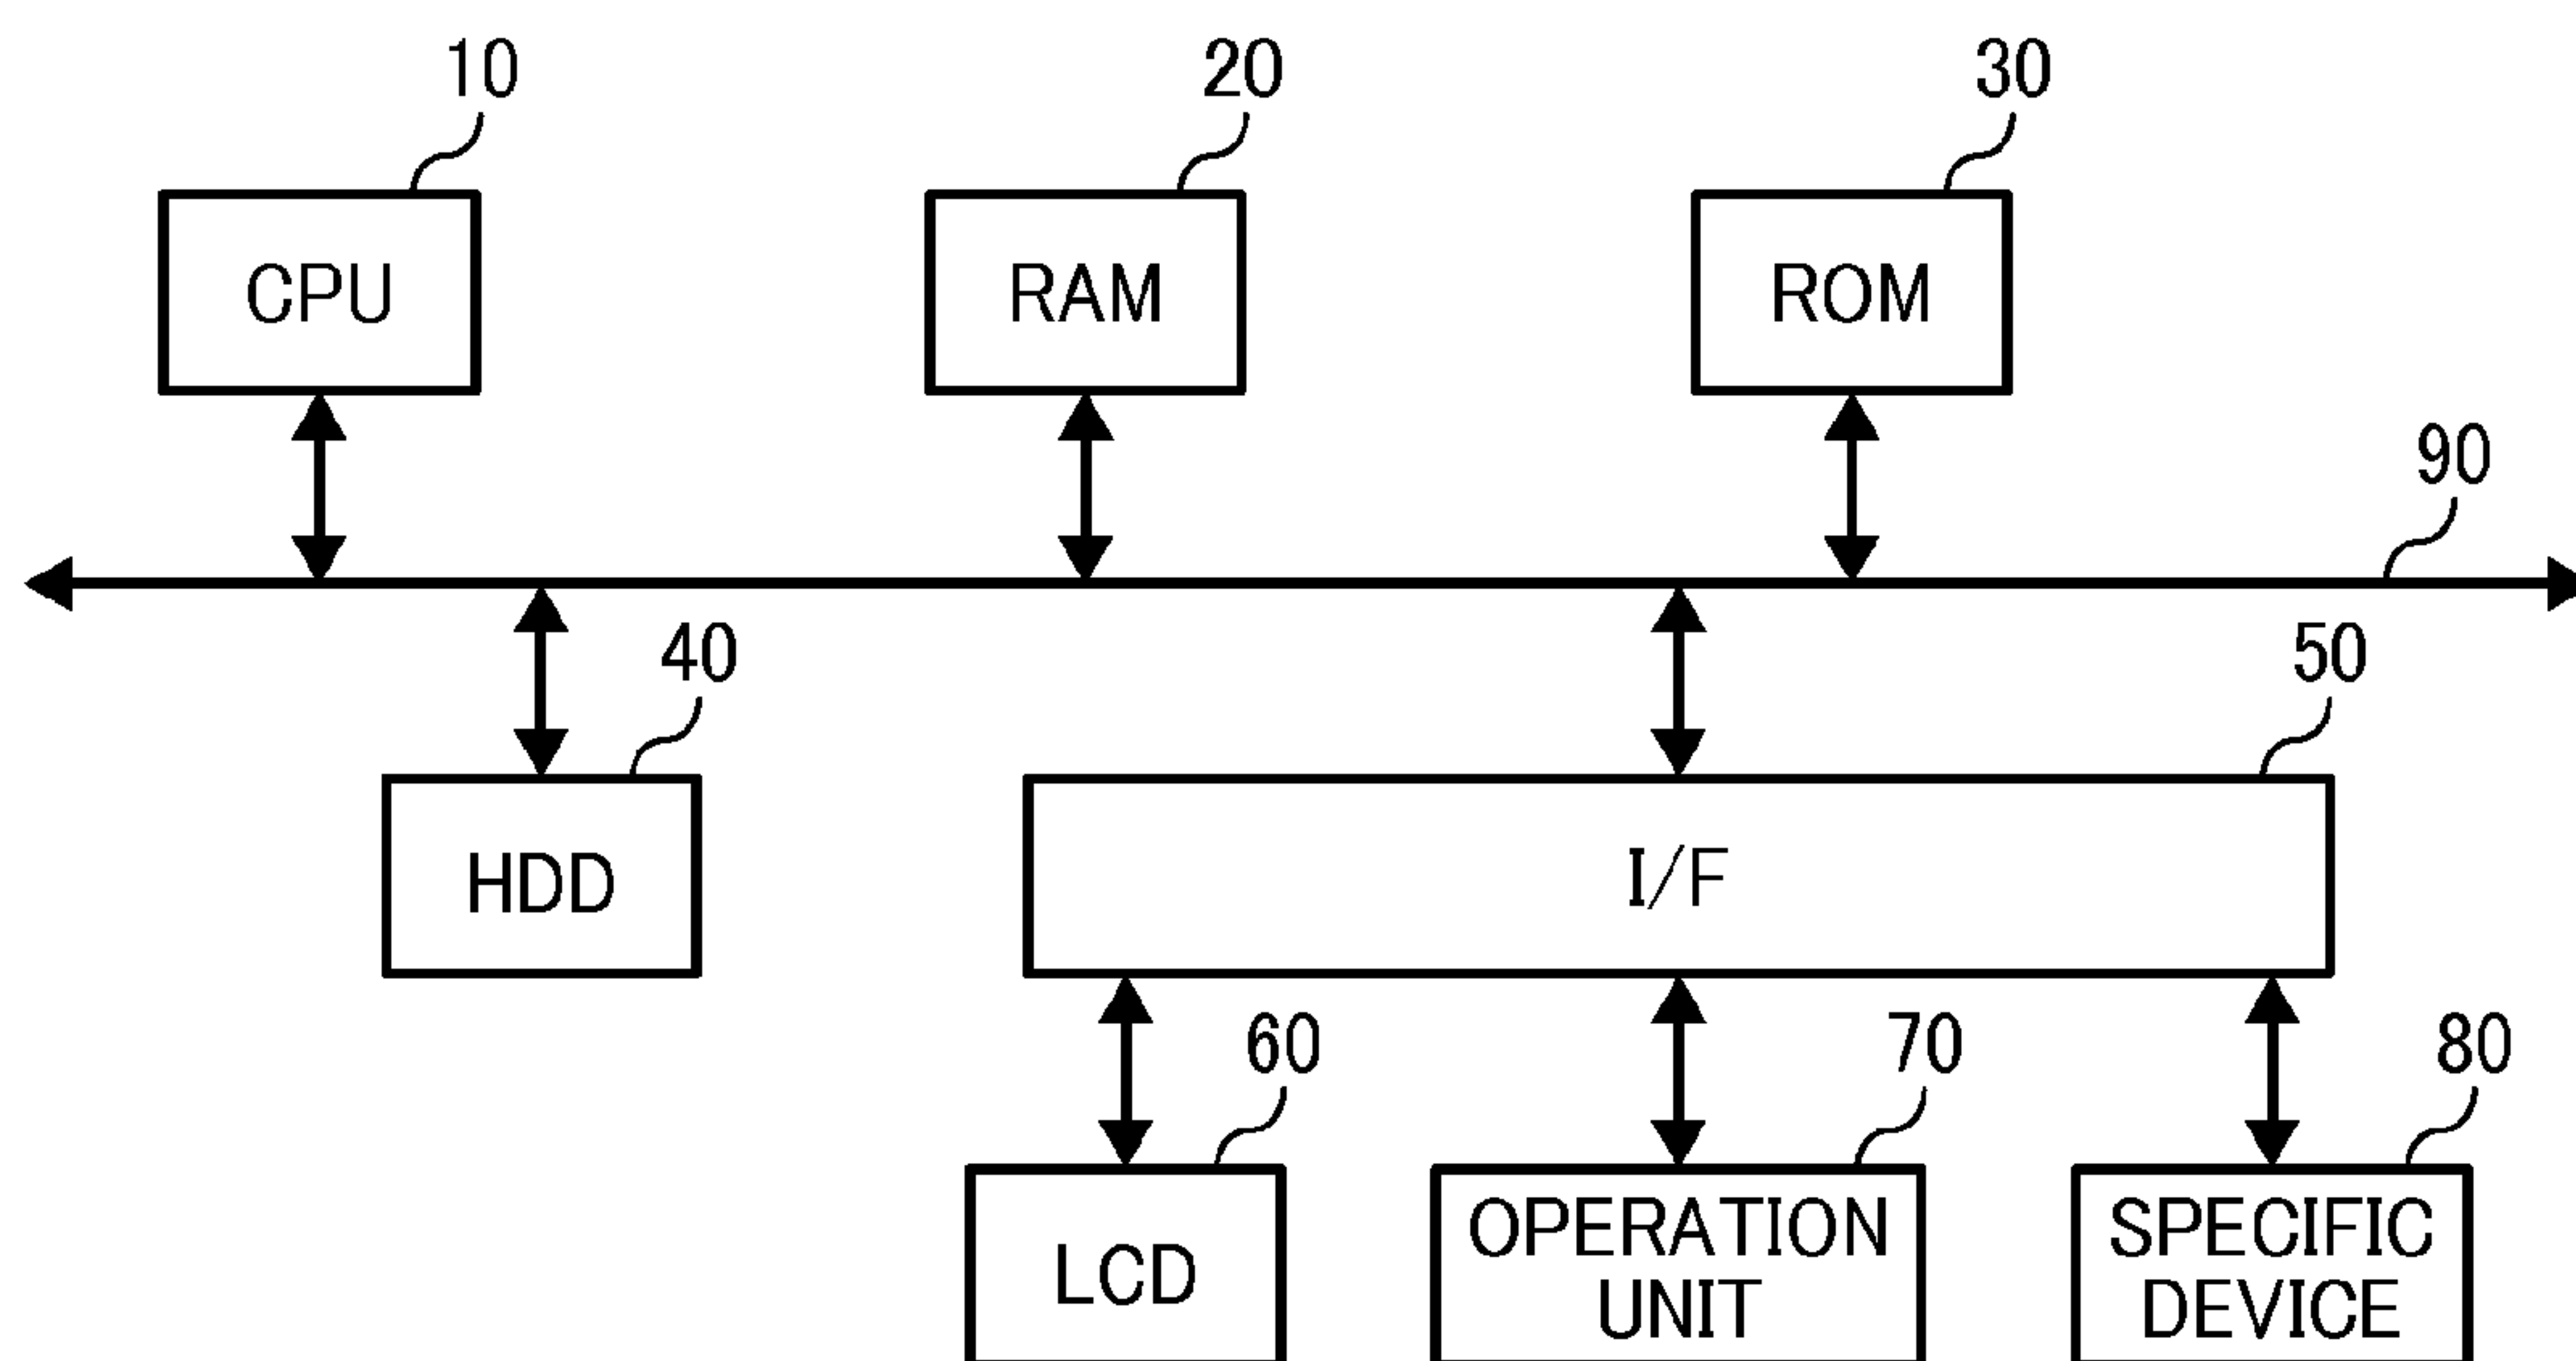 10
20
30
CPU
RAM
ROM
90
40
50
HDD
I/F
60
70
80
LCD
OPERATION
UNIT
SPECIFIC
DEVICE